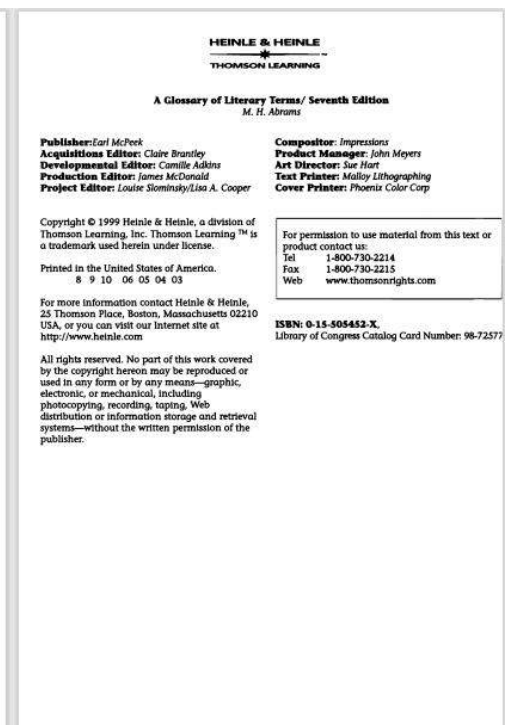 HEINLE & HEINLE
™
THOMSON LEARNING
A Glossary of Literary Terms/ Seventh Edition
M. H. Abrams
Publisher:Earl McPeek
Acquisitions Editor: Claire Brantley
Developmental Editor: Camille Adkins
Production Editor: James McDonald
Project Editor: Louise Slominsky/Lisa A. Cooper
Compositor: Impressions
Product Manager: John Meyers
Art Director: Sue Hart
Text Printer: Malloy Lithographing
Cover Printer: Phoenix Color Corp
Copyright © 1999 Heinle & Heinle, a division of
Thomson Learning, Inc. Thomson Learning ™ is
a trademark used herein under license.
Printed in the United States of America.
8 9 10 06 05 04 03
For more information contact Heinle & Heinle,
25 Thomson Place, Boston, Massachusetts 02210
USA, or you can visit our Internet site at
http://www.heinle.com
All rights reserved. No part of this work covered
by the copyright hereon may be reproduced or
used in any form or by any means—graphic,
electronic, or mechanical, including
photocopying, recording, taping, Web
distribution or information storage and retrieval
systems—without the written permission of the
publisher.
For permission to use material from this text or
product contact us:
Tel 1-800-730-2214
Fax 1-800-730-2215
Web www.thomsonrights.com
ISBN: 0-15-505452-X,
Library of Congress Catalog Card Number: 98-72577